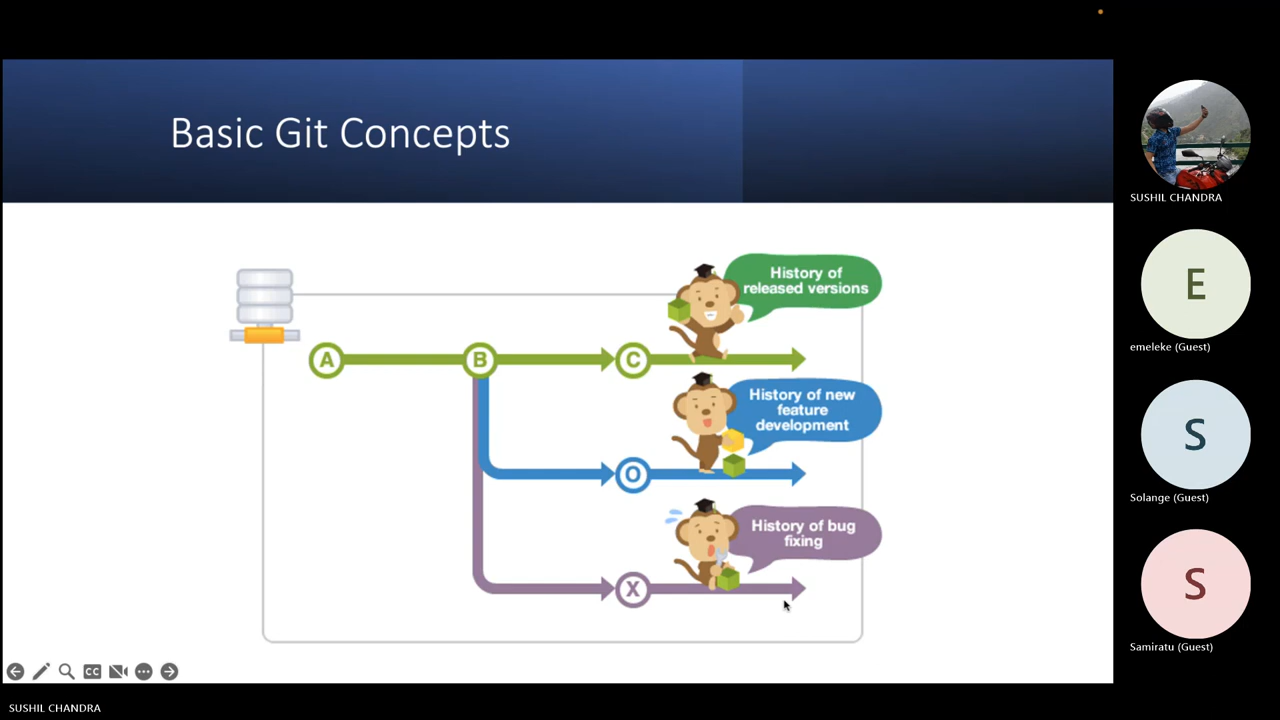 Basic Git Concepts
History of
released versions
A
B
C
History of new
feature
development
O
History of bug
fixing
X
CC
SUSHIL CHANDRA
E
emeleke (Guest)
S
Solange (Guest)
S
Samiratu (Guest)
SUSHIL CHANDRA